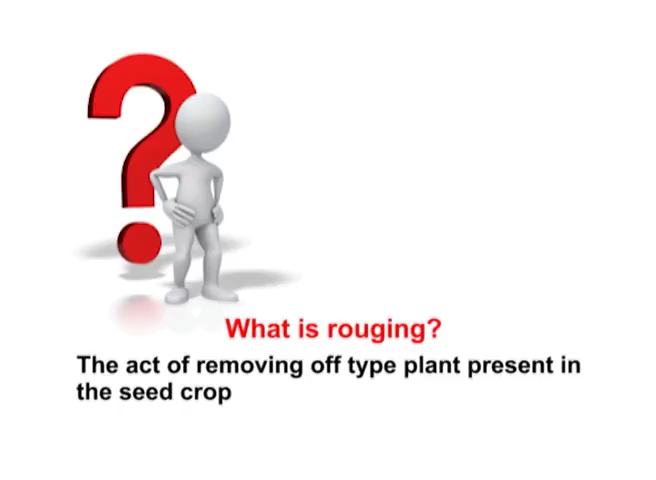 What is rouging?
The act of removing off type plant present in
the seed crop